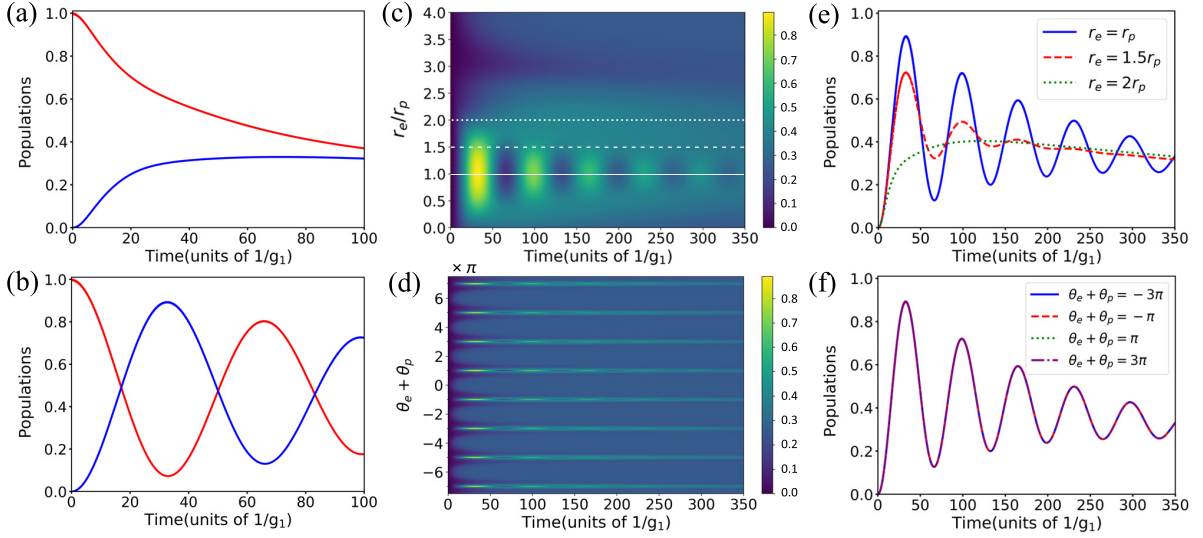 (a)
1.0
0.8
0.6
0.4
0.2
0.0
Populations
0 20 40 60 80 100
Time(units of 1/g₁)
(c)
4.0
3.5
3.0
2.5
2.0
1.5
1.0
0.5
0.0
rₑ/rₚ
0 50 100 150 200 250 300 350
Time(units of 1/g₁)
0.8
0.7
0.6
0.5
0.4
0.3
0.2
0.1
0.0
(e)
1.0
0.8
0.6
0.4
0.2
0.0
Populations
rₑ = rₚ
rₑ = 1.5rₚ
rₑ = 2rₚ
0 50 100 150 200 250 300 350
Time(units of 1/g₁)
(b)
1.0
0.8
0.6
0.4
0.2
0.0
Populations
0 20 40 60 80 100
Time(units of 1/g₁)
(d)
× π
6
4
2
0
−2
−4
−6
θₑ + θₚ
0 50 100 150 200 250 300 350
Time(units of 1/g₁)
0.8
0.7
0.6
0.5
0.4
0.3
0.2
0.1
0.0
(f)
1.0
0.8
0.6
0.4
0.2
0.0
Populations
θₑ + θₚ = − 3π
θₑ + θₚ = − π
θₑ + θₚ = π
θₑ + θₚ = 3π
0 50 100 150 200 250 300 350
Time(units of 1/g₁)